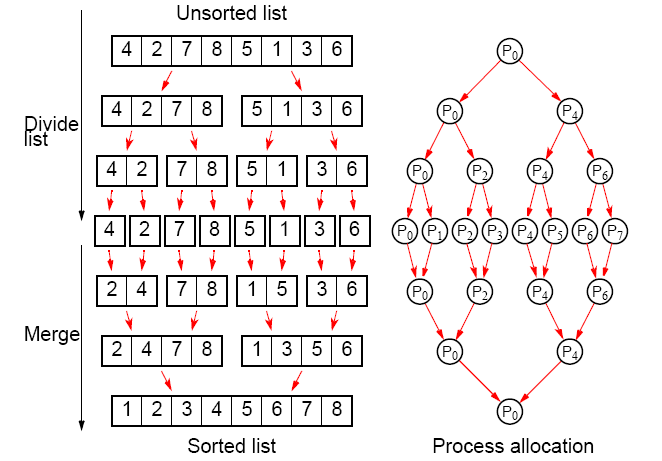 Unsorted list
4 2 7 8 5 1 3 6
P0
4 2 7 8 5 1 3 6
P0 P4
Divide
list
4 2 7 8 5 1 3 6
P0 P2 P4 P6
4 2 7 8 5 1 3 6
P0 P1 P2 P3 P4 P5 P6 P7
2 4 7 8 1 5 3 6
P0 P2 P4 P6
Merge
2 4 7 8 1 3 5 6
P0 P4
1 2 3 4 5 6 7 8
P0
Sorted list
Process allocation